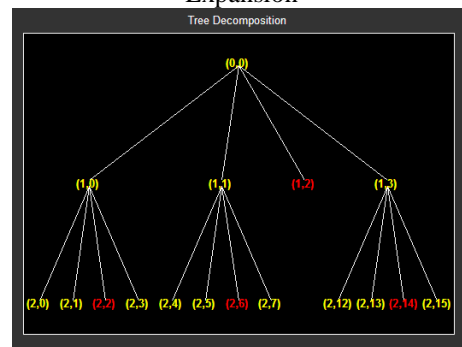 Expansion
Tree Decomposition
(0,0)
(1,0) (1,1) (1,2) (1,3)
(2,0) (2,1) (2,2) (2,3) (2,4) (2,5) (2,6) (2,7) (2,12) (2,13) (2,14) (2,15)